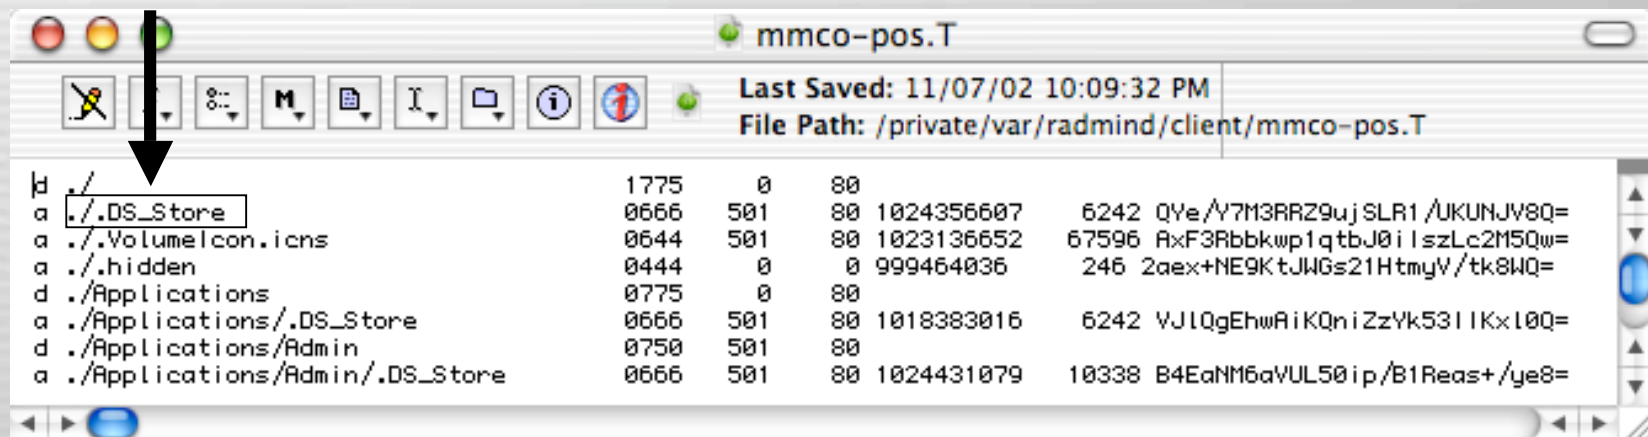 mmco-pos.T
Last Saved: 11/07/02 10:09:32 PM
File Path: /private/var/radmind/client/mmco-pos.T
d ./ 1775 0 80
a ./.DS_Store 0666 501 80 1024356607 6242 QYe/Y7M3RRZ9ujSLR1/UKUNJV8Q=
a ./.VolumeIcon.icns 0644 501 80 1023136652 67596 AxF3Rbbkwp1qtbJ0ilszLc2M5Qw=
a ./.hidden 0444 0 0 999464036 246 2aex+NE9KtJWGs21HtmyV/tk8WQ=
d ./Applications 0775 0 80
a ./Applications/.DS_Store 0666 501 80 1018383016 6242 VJlQgEhwAiKQniZzYk53IIKxl0Q=
d ./Applications/Admin 0750 501 80
a ./Applications/Admin/.DS_Store 0666 501 80 1024431079 10338 B4EaNM6aVUL50ip/B1Reas+/ye8=